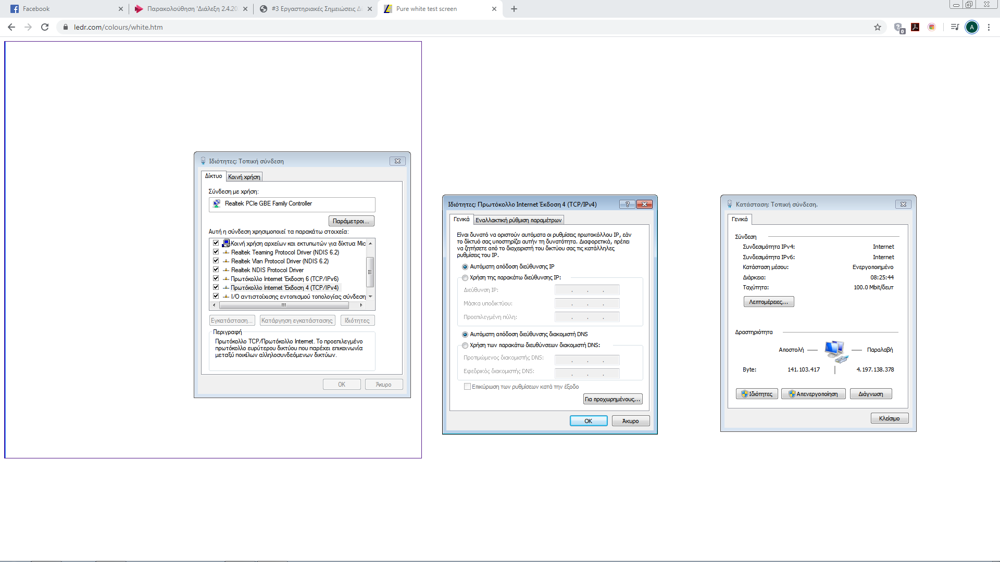 Facebook
Παρακολούθηση 'Διάλεξη 2.4.20
#3 Εργαστηριακές Σημειώσεις Δ
Pure white test screen
ledr.com/colours/white.htm
0
A
Ιδιότητες: Τοπική σύνδεση
Δίκτυο
Κοινή χρήση
Σύνδεση με χρήση:
Realtek PCIe GBE Family Controller
Παράμετροι...
Αυτή η σύνδεση χρησιμοποιεί τα παρακάτω στοιχεία:
Κοινή χρήση αρχείων και εκτυπωτών για δίκτυα Mic
Realtek Teaming Protocol Driver (NDIS 6.2)
Realtek Vlan Protocol Driver (NDIS 6.2)
Realtek NDIS Protocol Driver
Πρωτόκολλο Internet Έκδοση 6 (TCP/IPv6)
Πρωτόκολλο Internet Έκδοση 4 (TCP/IPv4)
I/O αντιστοίχισης εντοπισμού τοπολογίας σύνδεση
Εγκατάσταση...
Κατάργηση εγκατάστασης
Ιδιότητες
Περιγραφή
Πρωτόκολλο TCP/Πρωτόκολλο Internet. Το προεπιλεγμένο
πρωτόκολλο ευρύτερου δικτύου που παρέχει επικοινωνία
μεταξύ ποικίλων αλληλοσυνδεόμενων δικτύων.
OK
Άκυρο
Ιδιότητες: Πρωτόκολλο Internet Έκδοση 4 (TCP/IPv4)
?
Γενικά
Εναλλακτική ρύθμιση παραμέτρων
Είναι δυνατό να οριστούν αυτόματα οι ρυθμίσεις πρωτοκόλλου IP, εάν
το δίκτυό σας υποστηρίζει αυτήν τη δυνατότητα. Διαφορετικά, πρέπει
να ζητήσετε από το διαχειριστή του δικτύου σας τις κατάλληλες
ρυθμίσεις του IP.
Αυτόματη απόδοση διεύθυνσης IP
Χρήση της παρακάτω διεύθυνσης IP:
Διεύθυνση IP:
Μάσκα υποδικτύου:
Προεπιλεγμένη πύλη:
Αυτόματη απόδοση διεύθυνσης διακομιστή DNS
Χρήση των παρακάτω διευθύνσεων διακομιστή DNS:
Προτιμώμενος διακομιστής DNS:
Εφεδρικός διακομιστής DNS:
Επικύρωση των ρυθμίσεων κατά την έξοδο
Για προχωρημένους...
OK
Άκυρο
Κατάσταση: Τοπική σύνδεση.
Γενικά
Σύνδεση
Συνδεσιμότητα IPv4: Internet
Συνδεσιμότητα IPv6: Internet
Κατάσταση μέσου: Ενεργοποιημένο
Διάρκεια: 08:25:44
Ταχύτητα: 100.0 Mbit/δευτ
Λεπτομέρειες...
Δραστηριότητα
Αποστολή — — Παραλαβή
Byte: 141.103.417 | 4.197.138.378
Ιδιότητες
Απενεργοποίηση
Διάγνωση
Κλείσιμο